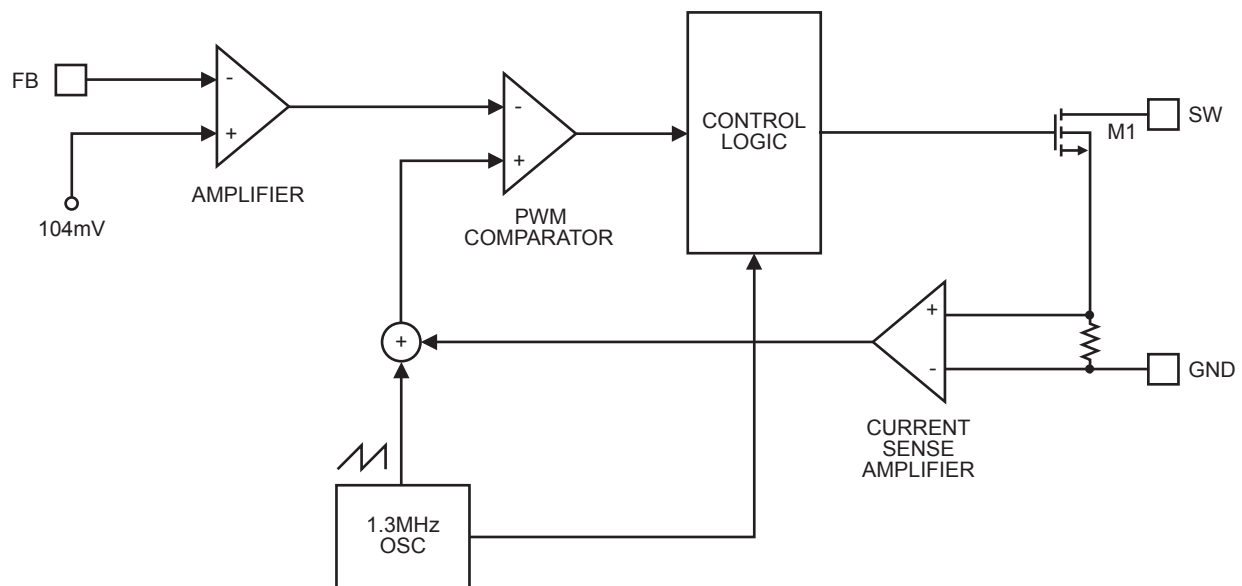 FB
-
+
104mV
AMPLIFIER
-
+
PWM
COMPARATOR
CONTROL
LOGIC
M1
SW
+
+
-
GND
CURRENT
SENSE
AMPLIFIER
1.3MHz
OSC